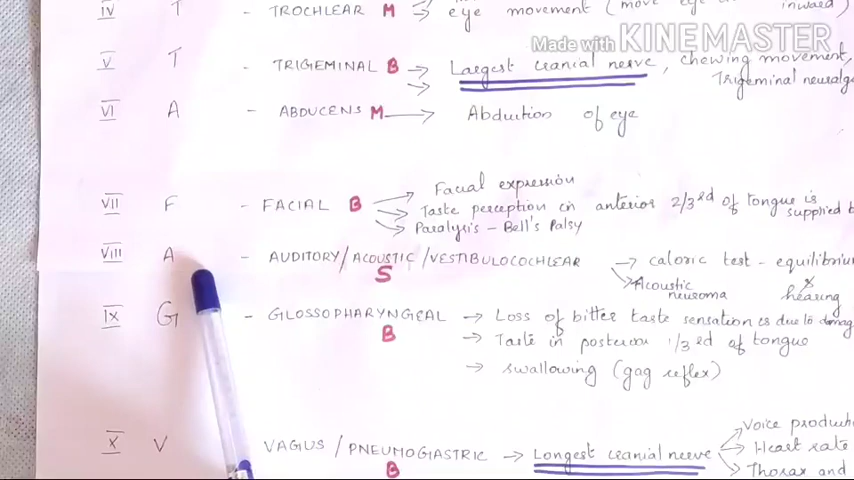 IV T - TROCHLEAR M → eye movement (move eye inward)
Made with KINEMASTER
V T - TRIGEMINAL B → Largest cranial nerve, chewing movement,
→ Trigeminal neuralg
VI A - ABDUCENS M → Abduction of eye
VII F - FACIAL B → Facial expression
→ Taste perception in anterior 2/3rd of tongue is supplied b
→ Paralysis - Bell's Palsy
VIII A - AUDITORY/ACOUSTIC/VESTIBULOCOCHLEAR → caloric test - equilibrium
S → Acoustic neuroma & hearing
IX G - GLOSSOPHARYNGEAL → Loss of bitter taste sensation is due to damag
B → Taste in posterior 1/3rd of tongue
→ swallowing (gag reflex)
X V VAGUS / PNEUMOGASTRIC → Longest cranial nerve → Voice produc
B → Heart rate
→ Thorax and